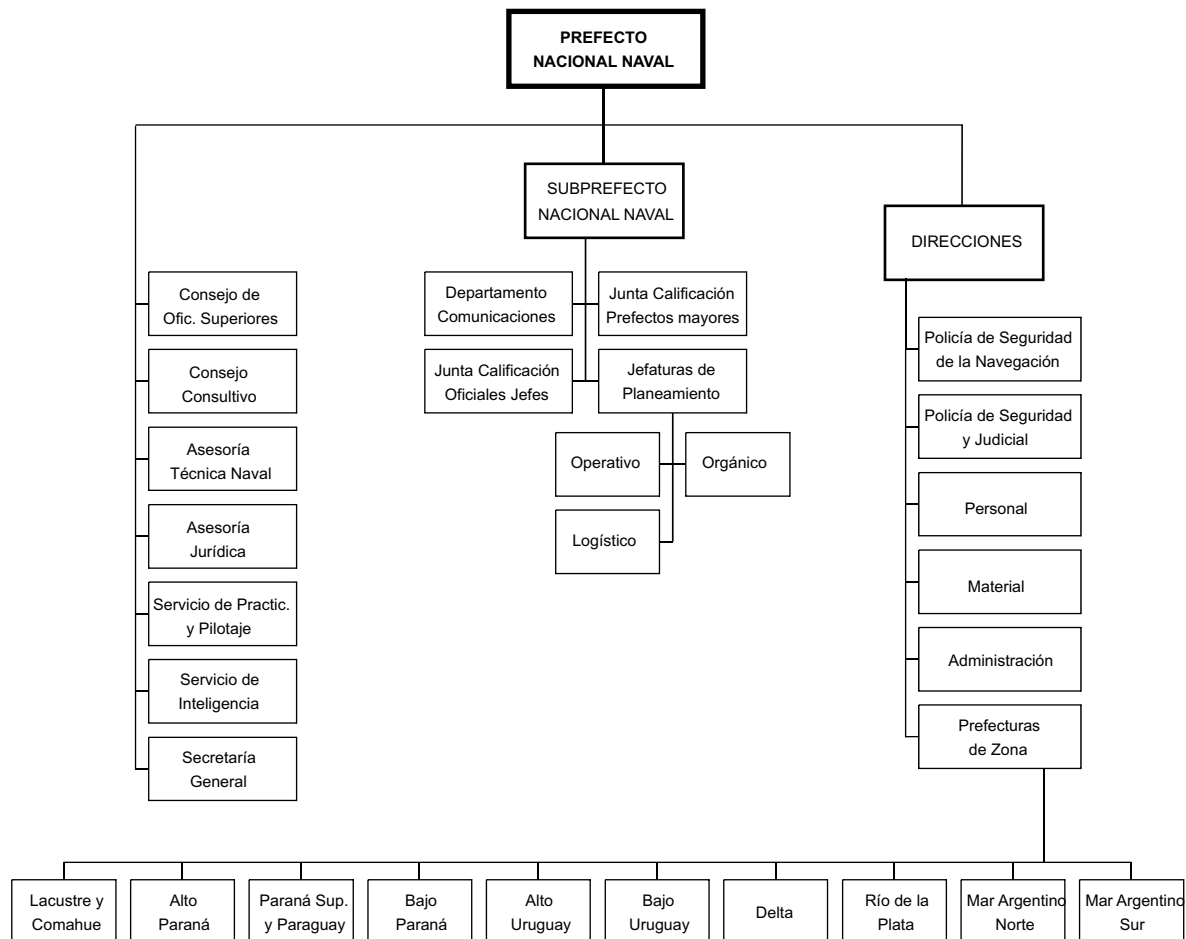 PREFECTO
NACIONAL NAVAL
SUBPREFECTO
NACIONAL NAVAL
DIRECCIONES
Consejo de
Ofic. Superiores
Consejo
Consultivo
Asesoría
Técnica Naval
Asesoría
Jurídica
Servicio de Practic.
y Pilotaje
Servicio de
Inteligencia
Secretaría
General
Departamento
Comunicaciones
Junta Calificación
Prefectos mayores
Junta Calificación
Oficiales Jefes
Jefaturas de
Planeamiento
Operativo
Orgánico
Logístico
Policía de Seguridad
de la Navegación
Policía de Seguridad
y Judicial
Personal
Material
Administración
Prefecturas
de Zona
Lacustre y
Comahue
Alto
Paraná
Paraná Sup.
y Paraguay
Bajo
Paraná
Alto
Uruguay
Bajo
Uruguay
Delta
Río de la
Plata
Mar Argentino
Norte
Mar Argentino
Sur